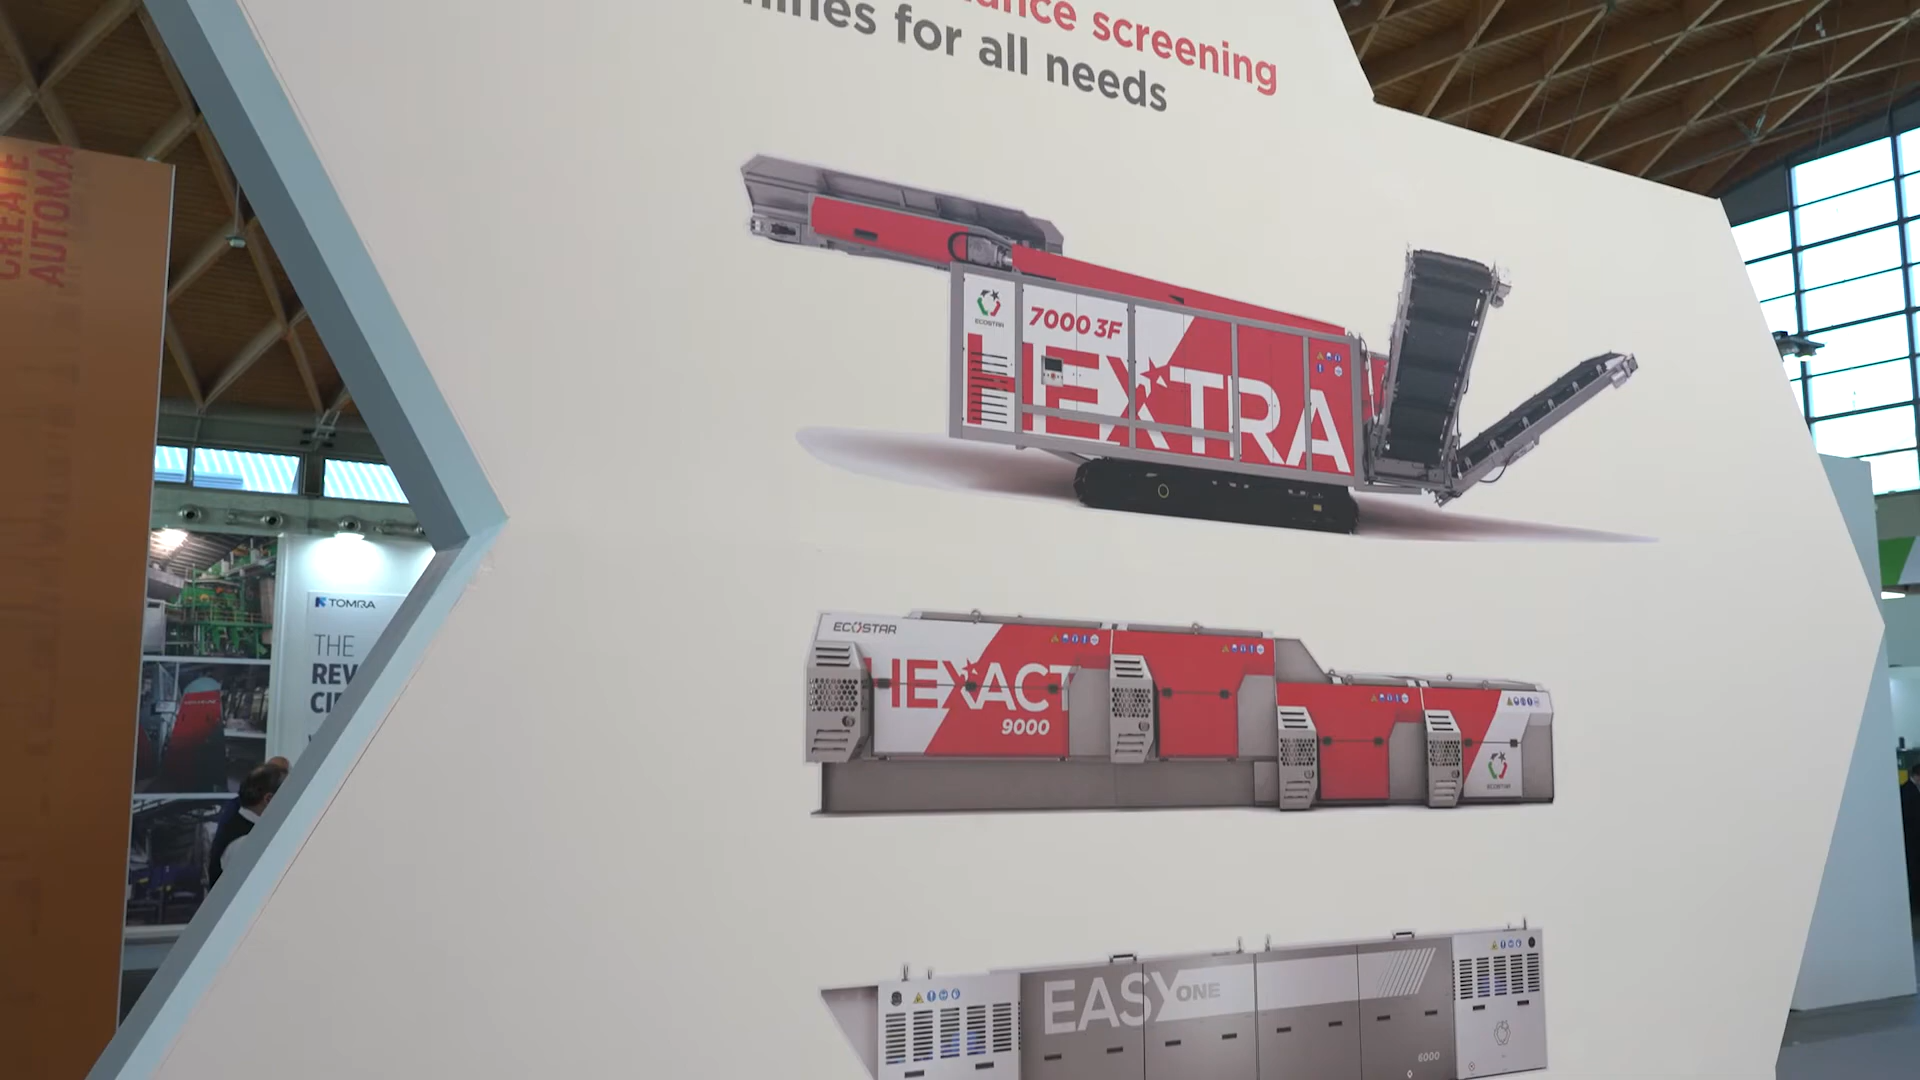 screening
for all needs
CREATE
AUTOMA
ECOSTAR
7000 3F
HEXTRA
TOMRA
THE
REV
CI
ECOSTAR
HEXACT
9000
ECOSTAR
EASY ONE
6000